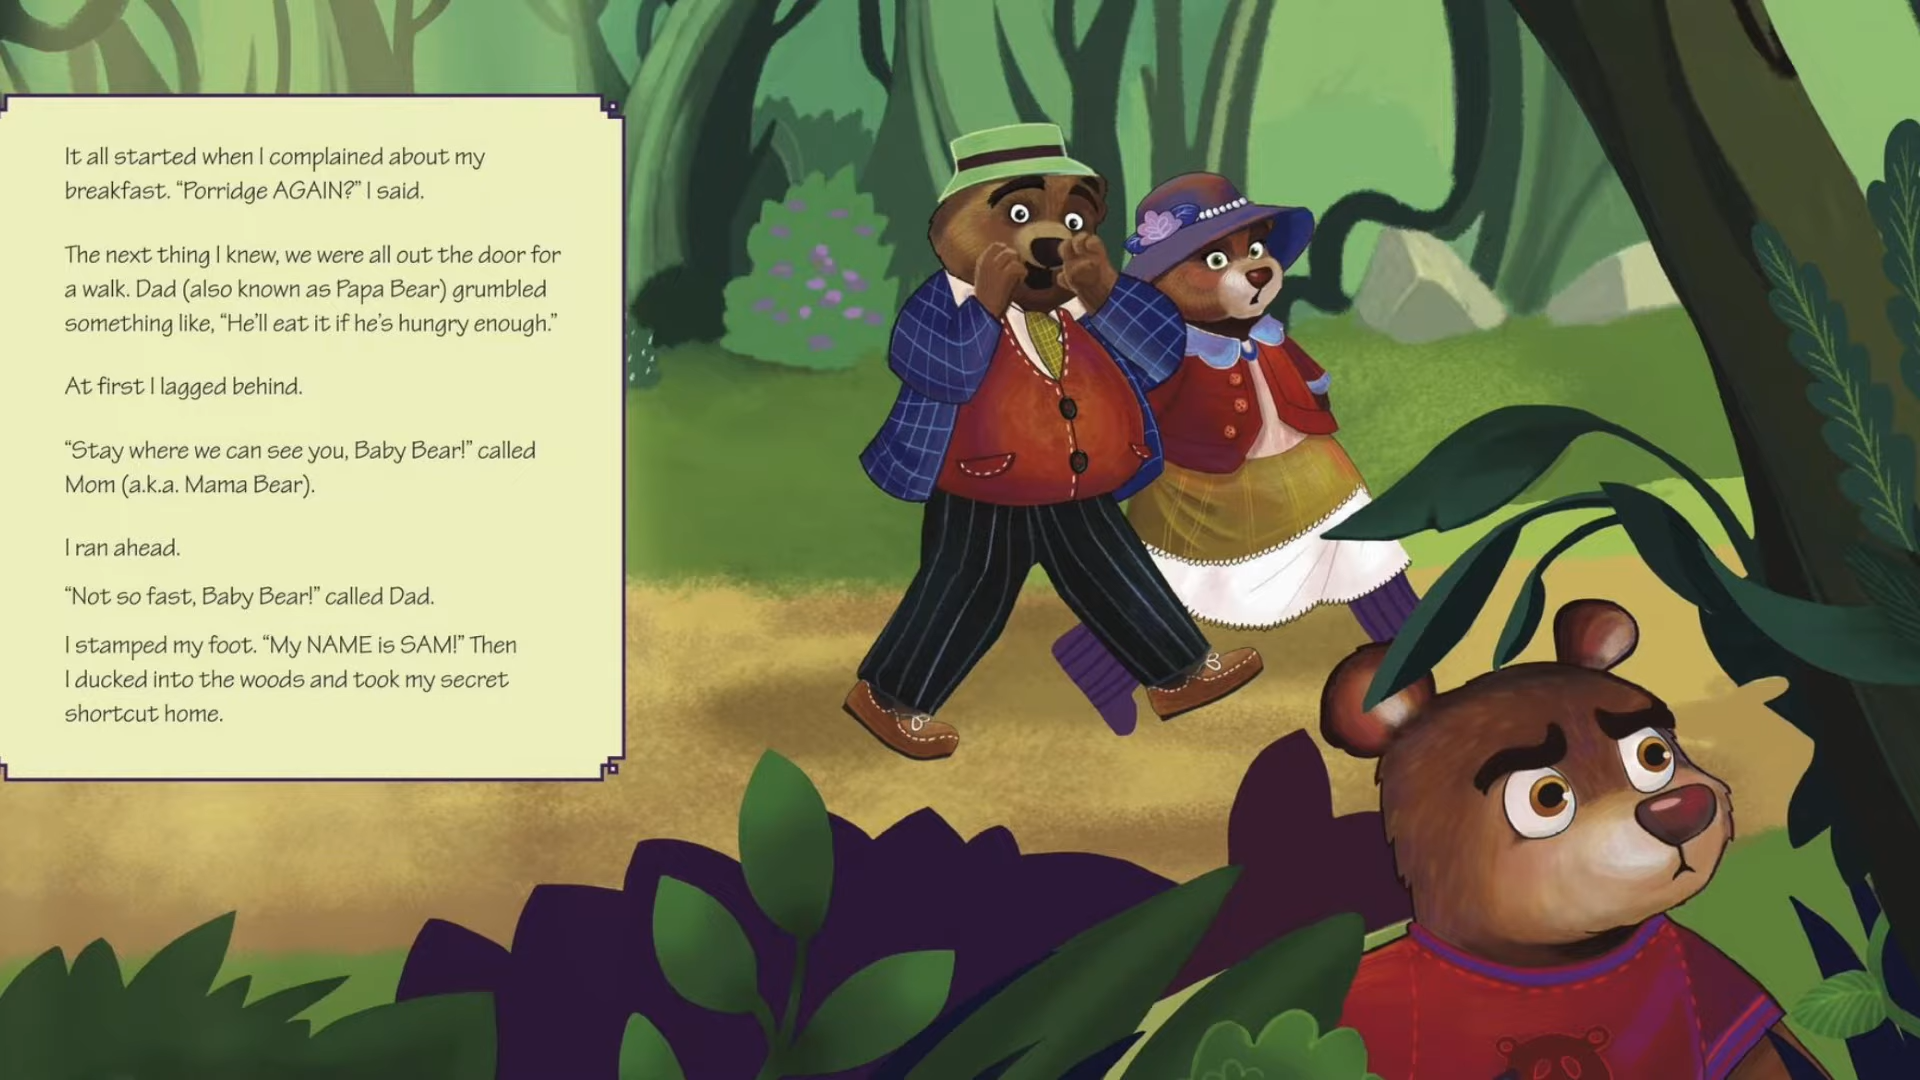 It all started when I complained about my
breakfast. “Porridge AGAIN?” I said.
The next thing I knew, we were all out the door for
a walk. Dad (also known as Papa Bear) grumbled
something like, “He’ll eat it if he’s hungry enough.”
At first I lagged behind.
“Stay where we can see you, Baby Bear!” called
Mom (a.k.a. Mama Bear).
I ran ahead.
“Not so fast, Baby Bear!” called Dad.
I stamped my foot. “My NAME is SAM!” Then
I ducked into the woods and took my secret
shortcut home.